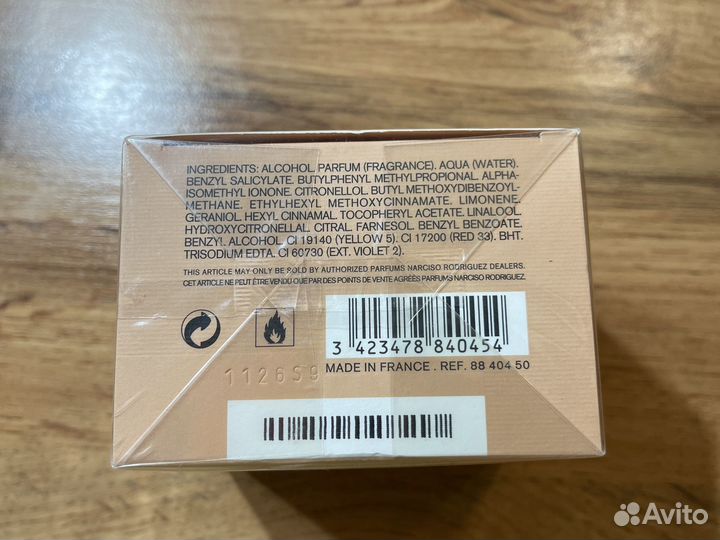 INGREDIENTS: ALCOHOL. PARFUM (FRAGRANCE). AQUA (WATER).
BENZYL SALICYLATE. BUTYLPHENYL METHYLPROPIONAL. ALPHA-
ISOMETHYL IONONE. CITRONELLOL. BUTYL METHOXYDIBENZOYL-
METHANE. ETHYLHEXYL METHOXYCINNAMATE. LIMONENE.
GERANIOL. HEXYL CINNAMAL. TOCOPHERYL ACETATE. LINALOOL.
HYDROXYCITRONELLAL. CITRAL. FARNESOL. BENZYL BENZOATE.
BENZYL ALCOHOL. CI 19140 (YELLOW 5). CI 17200 (RED 33). BHT.
TRISODIUM EDTA. CI 60730 (EXT. VIOLET 2).
THIS ARTICLE MAY ONLY BE SOLD BY AUTHORIZED PARFUMS NARCISO RODRIGUEZ DEALERS.
CET ARTICLE NE PEUT ÊTRE VENDU QUE PAR DES POINTS DE VENTE AGRÉÉS PARFUMS NARCISO RODRIGUEZ.
3 423478 840454
1126S9
MADE IN FRANCE . REF. 88 404 50
Avito